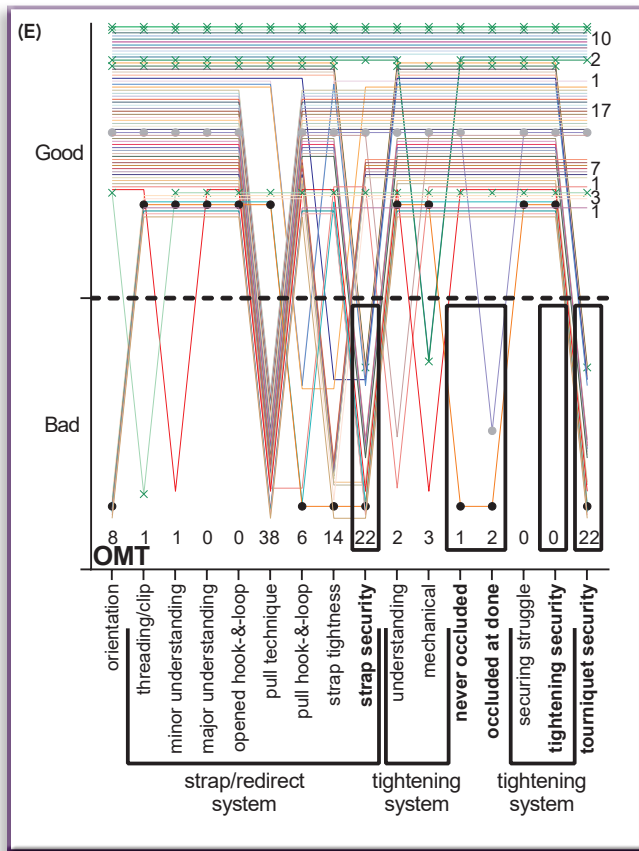 (E)
10
2
1
17
7
1
3
1
Good
Bad
8 1 1 0 0 38 6 14 22 2 3 1 2 0 0 22
OMT
orientation
threading/clip
minor understanding
major understanding
opened hook-&-loop
pull technique
pull hook-&-loop
strap tightness
strap security
understanding
mechanical
never occluded
occluded at done
securing struggle
tightening security
tourniquet security
strap/redirect
system
tightening
system
tightening
system